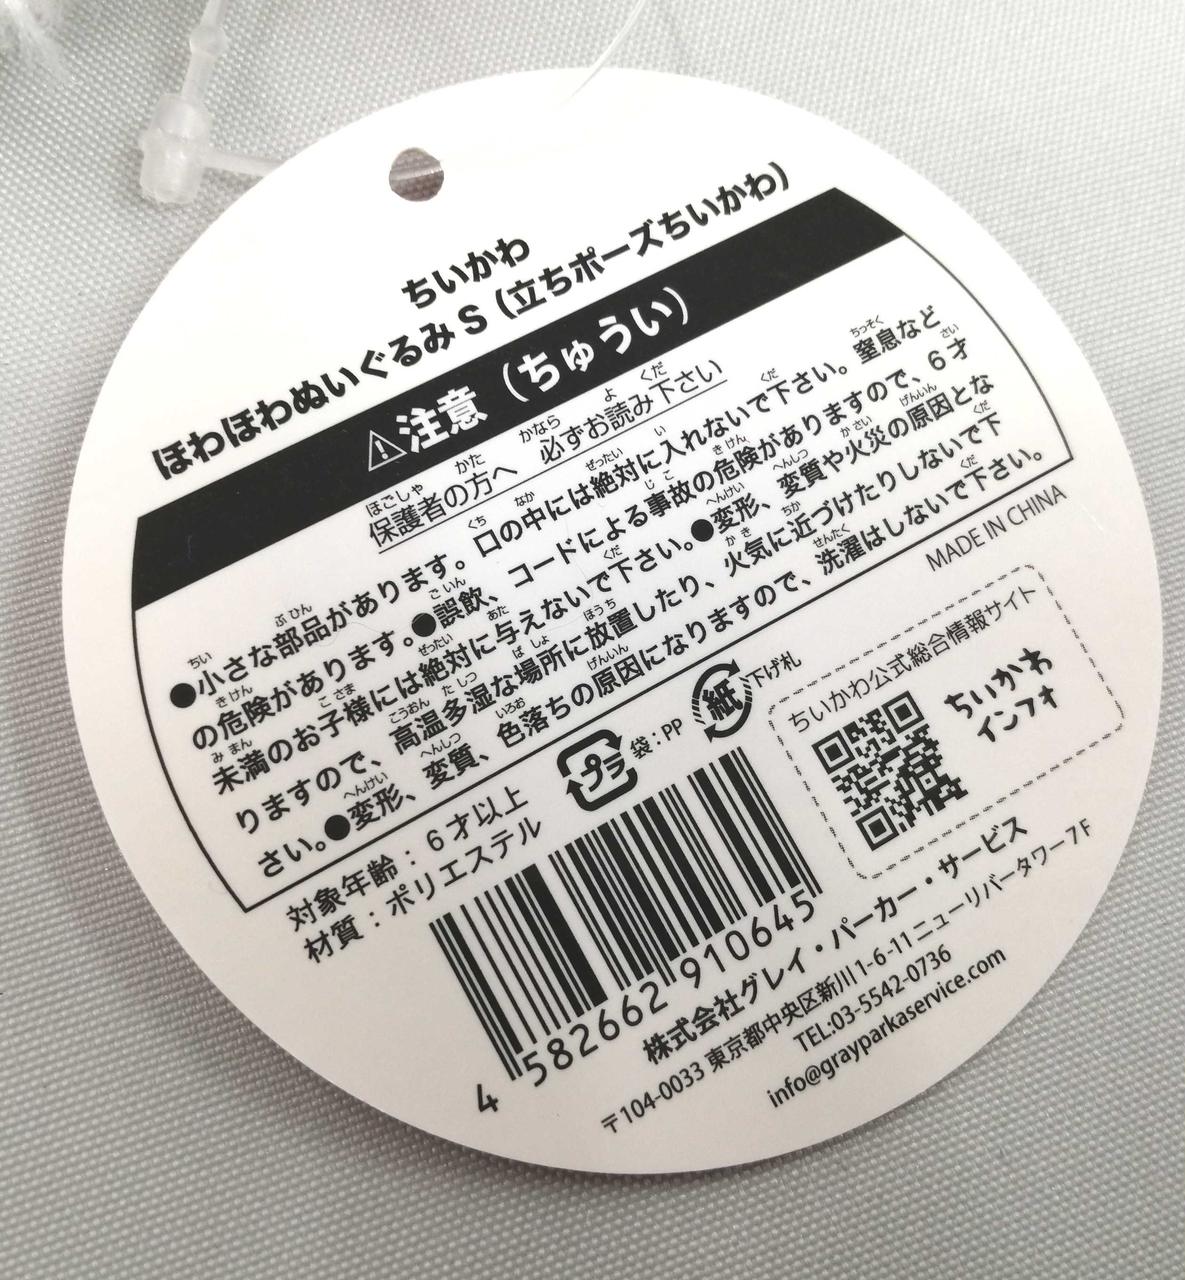 ちいかわ
ほわほわぬいぐるみS（立ちポーズちいかわ）
⚠注意（ちゅうい）
保護者の方へ 必ずお読み下さい
●小さな部品があります。口の中には絶対に入れないで下さい。窒息など
の危険があります。●誤飲、コードによる事故の危険がありますので、6才
未満のお子様には絶対に与えないで下さい。●変形、変質や火災の原因とな
りますので、高温多湿な場所に放置したり、火気に近づけたりしないで下
さい。●変形、変質、色落ちの原因になりますので、洗濯はしないで下さい。
MADE IN CHINA
対象年齢：6才以上
材質：ポリエステル
プラ
袋：PP
紙
下げ札
ちいかわ公式総合情報サイト
ちいかわ
インフォ
4 582662 910645
株式会社グレイ・パーカー・サービス
〒104-0033 東京都中央区新川1-6-11 ニューリバータワー7F
TEL:03-5542-0736
info@grayparkaservice.com